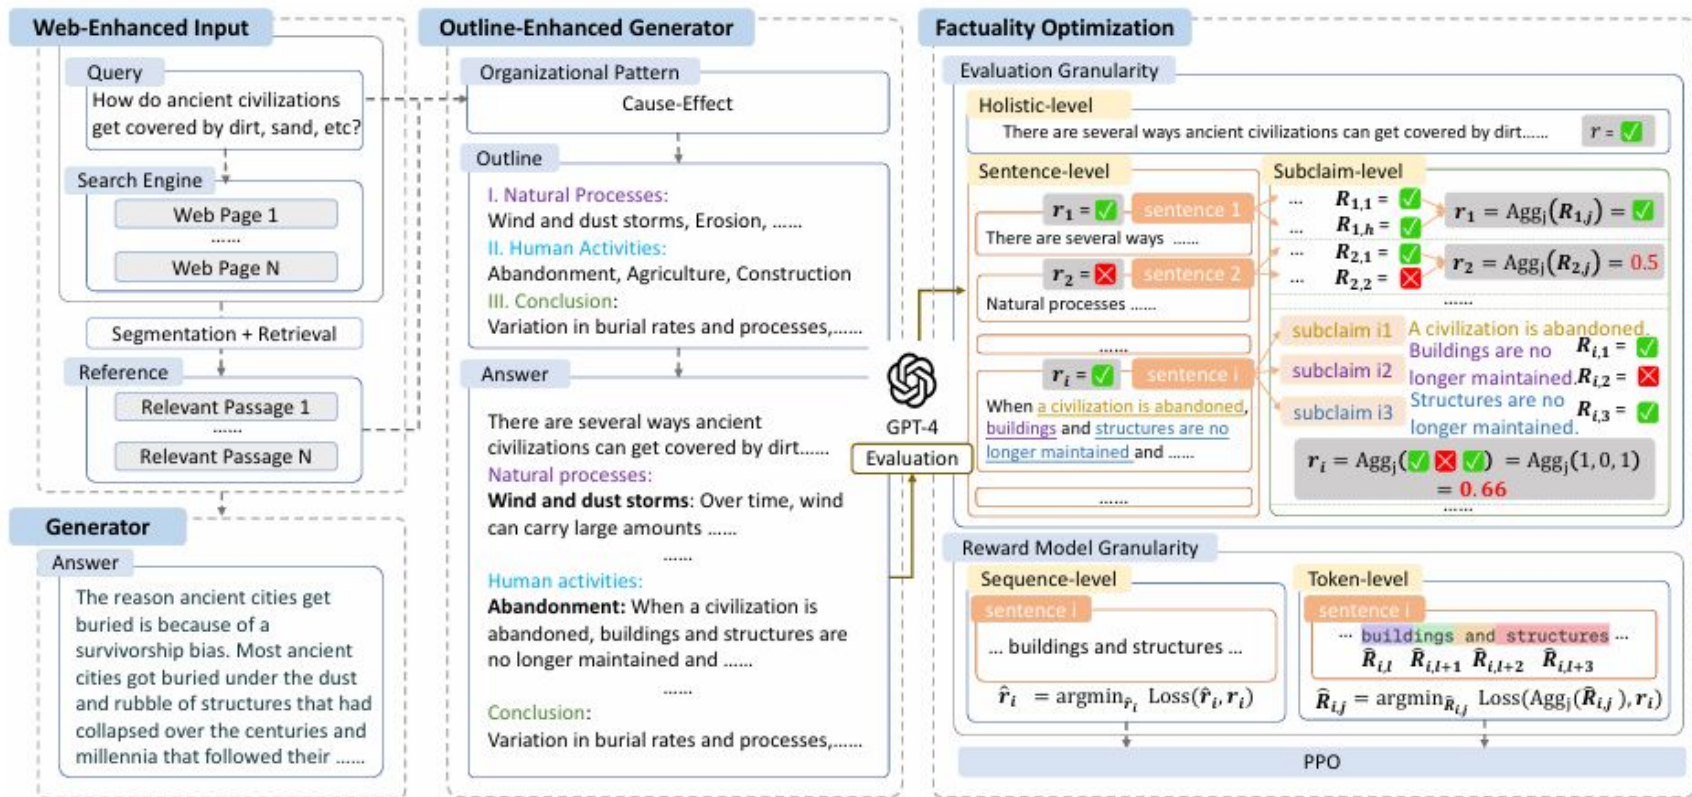 Web-Enhanced Input
Query
How do ancient civilizations
get covered by dirt, sand, etc?
Search Engine
Web Page 1
......
Web Page N
Segmentation + Retrieval
Reference
Relevant Passage 1
......
Relevant Passage N
Generator
Answer
The reason ancient cities get
buried is because of a
survivorship bias. Most ancient
cities got buried under the dust
and rubble of structures that had
collapsed over the centuries and
millennia that followed their ......
Outline-Enhanced Generator
Organizational Pattern
Cause-Effect
Outline
I. Natural Processes:
Wind and dust storms, Erosion, ......
II. Human Activities:
Abandonment, Agriculture, Construction
III. Conclusion:
Variation in burial rates and processes,......
Answer
There are several ways ancient
civilizations can get covered by dirt......
Natural processes:
Wind and dust storms: Over time, wind
can carry large amounts ......
......
Human activities:
Abandonment: When a civilization is
abandoned, buildings and structures are
no longer maintained and ......
......
Conclusion:
Variation in burial rates and processes,......
GPT-4
Evaluation
Factuality Optimization
Evaluation Granularity
Holistic-level
There are several ways ancient civilizations can get covered by dirt...... r = ✅
Sentence-level
r₁ = ✅ sentence 1
There are several ways ......
r₂ = ❎ sentence 2
Natural processes ......
......
rᵢ = ✅ sentence i
When a civilization is abandoned,
buildings and structures are no
longer maintained and ......
......
Subclaim-level
... R₁,₁ = ✅
... R₁,ₕ = ✅
r₁ = Aggⱼ(R₁,ⱼ) = ✅
... R₂,₁ = ✅
... R₂,₂ = ❎
r₂ = Aggⱼ(R₂,ⱼ) = 0.5
......
subclaim i1 A civilization is abandoned. Rᵢ,₁ = ✅
subclaim i2 Buildings are no
longer maintained. Rᵢ,₂ = ❎
subclaim i3 Structures are no
longer maintained. Rᵢ,₃ = ✅
rᵢ = Aggⱼ(✅ ❎ ✅) = Aggⱼ(1, 0, 1)
= 0.66
......
Reward Model Granularity
Sequence-level
sentence i
... buildings and structures ...
r̂ᵢ = argmin_r̂ᵢ Loss(r̂ᵢ, rᵢ)
Token-level
sentence i
... buildings and structures ...
R̂ᵢ,ₗ R̂ᵢ,ₗ₊₁ R̂ᵢ,ₗ₊₂ R̂ᵢ,ₗ₊₃
R̂ᵢ,ⱼ = argmin_R̂ᵢ,ⱼ Loss(Aggⱼ(R̂ᵢ,ⱼ), rᵢ)
PPO